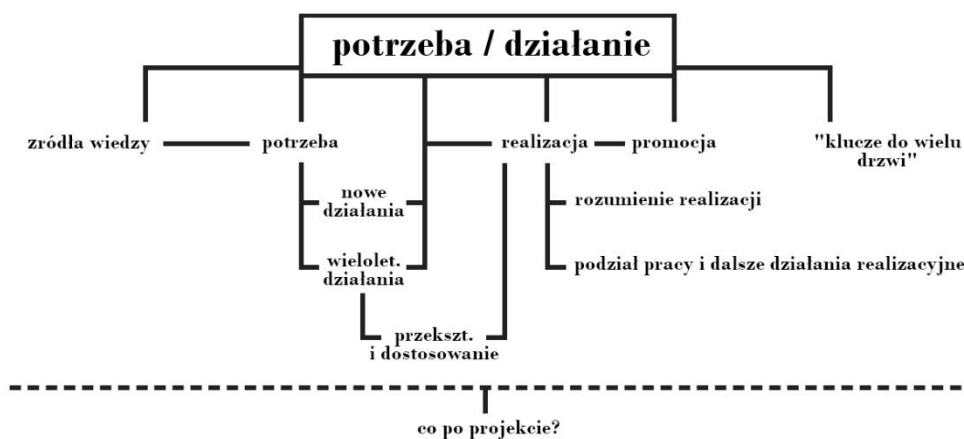 potrzeba / działanie
zródła wiedzy
potrzeba
realizacja
promocja
"klucze do wielu
drzwi"
nowe
działania
rozumienie realizacji
wielolet.
działania
podział pracy i dalsze działania realizacyjne
przekszt.
i dostosowanie
co po projekcie?